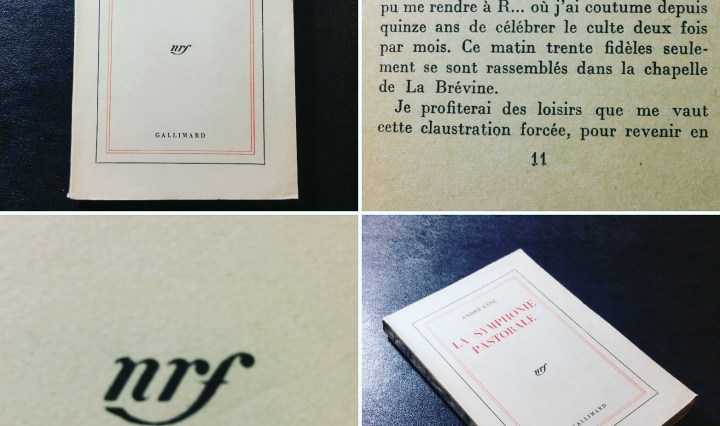 nrf
GALLIMARD
pu me rendre à R... où j'ai coutume depuis
quinze ans de célébrer le culte deux fois
par mois. Ce matin trente fidèles seule-
ment se sont rassemblés dans la chapelle
de La Brévine.
Je profiterai des loisirs que me vaut
cette claustration forcée, pour revenir en
11
nrf
ANDRÉ GIDE
LA SYMPHONIE
PASTORALE
nrf
GALLIMARD